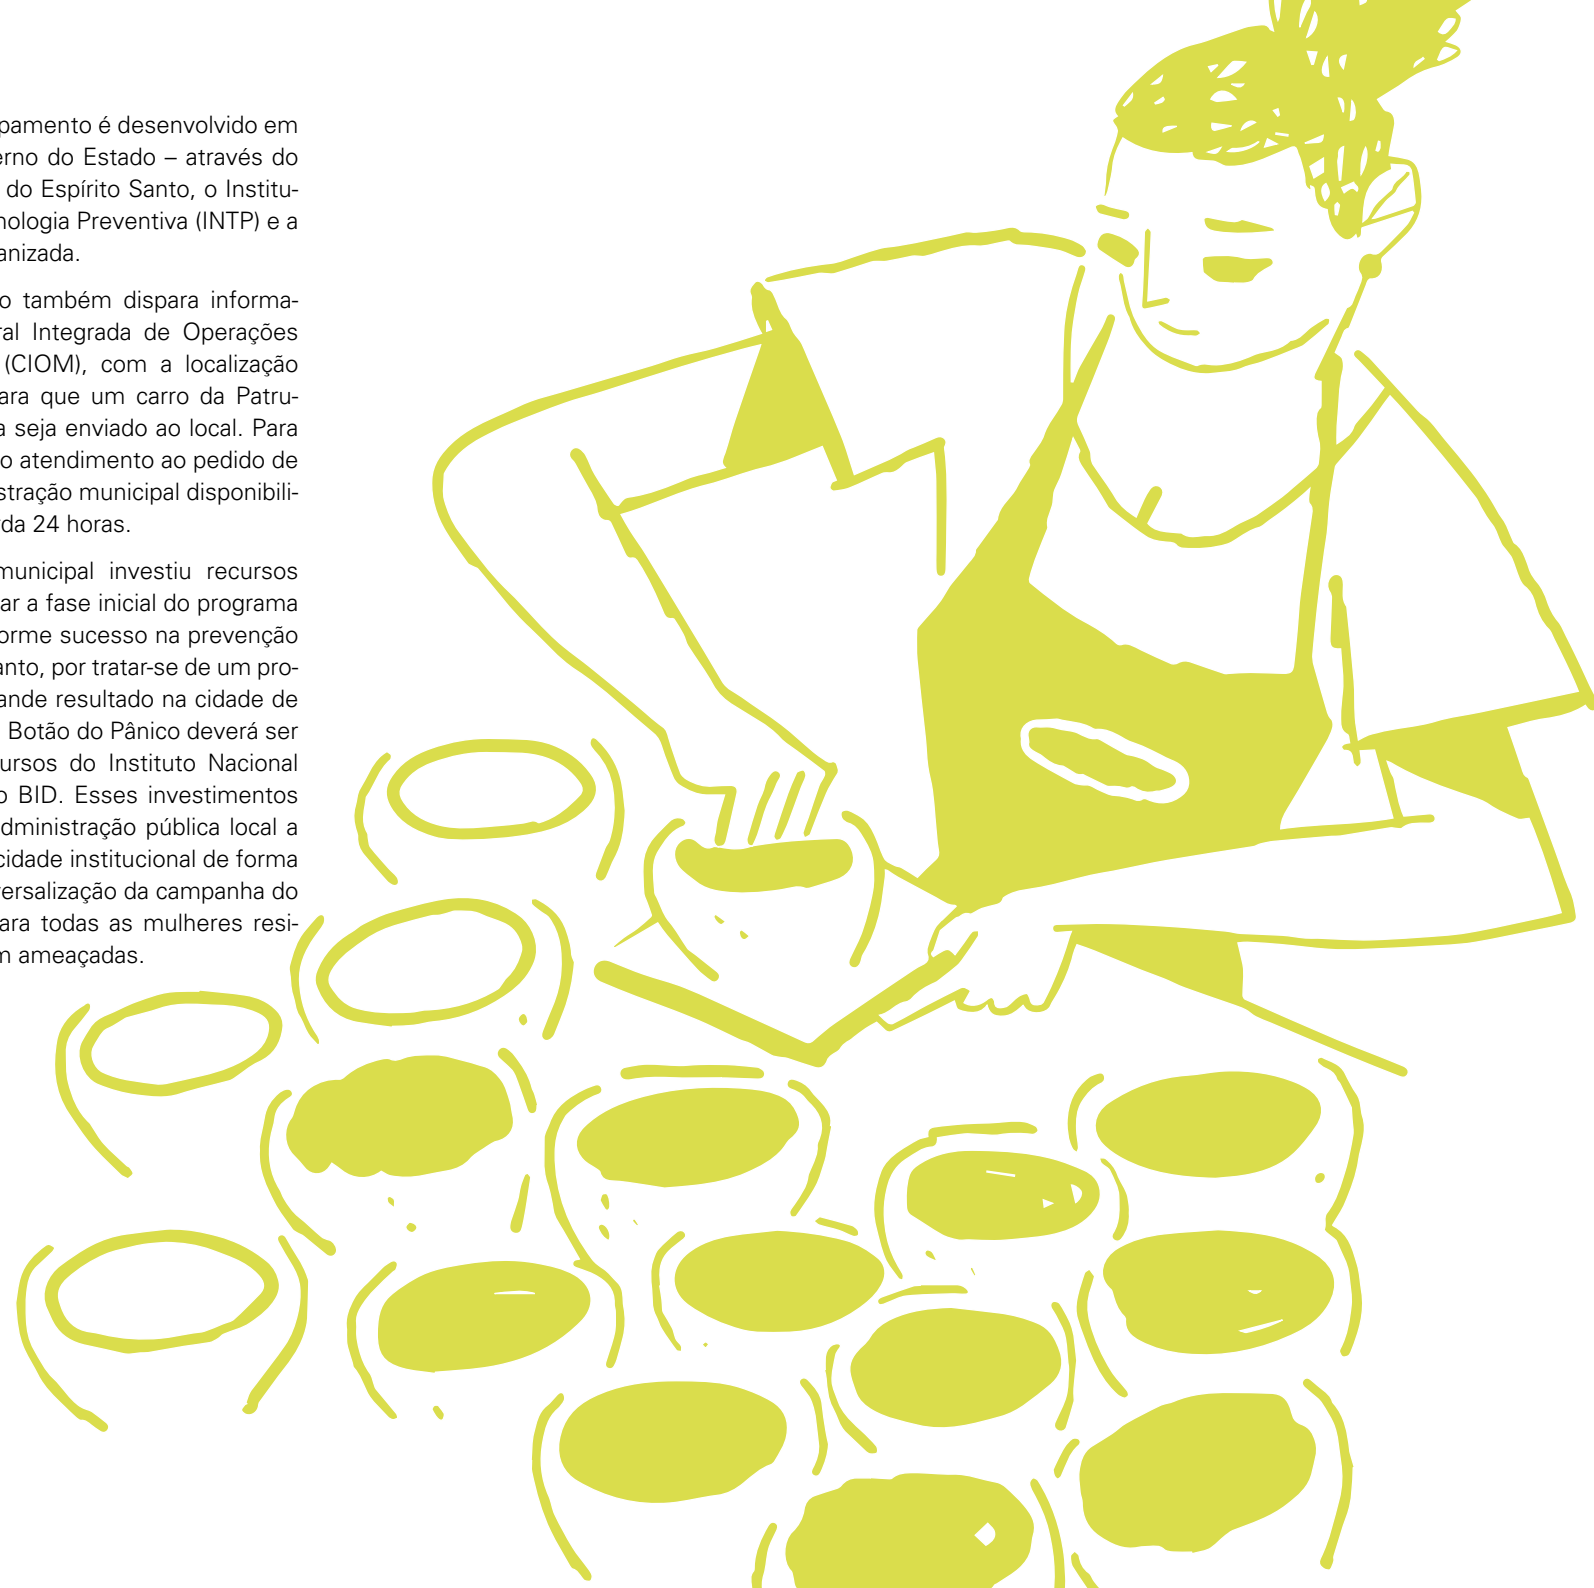 pamento é desenvolvido em
erno do Estado – através do
do Espírito Santo, o Institu-
nologia Preventiva (INTP) e a
anizada.
o também dispara informa-
ral Integrada de Operações
(CIOM), com a localização
ara que um carro da Patru-
a seja enviado ao local. Para
o atendimento ao pedido de
stração municipal disponibili-
rda 24 horas.
municipal investiu recursos
ar a fase inicial do programa
orme sucesso na prevenção
anto, por tratar-se de um pro-
ande resultado na cidade de
Botão do Pânico deverá ser
ursos do Instituto Nacional
o BID. Esses investimentos
administração pública local a
cidade institucional de forma
versalização da campanha do
para todas as mulheres resi-
m ameaçadas.